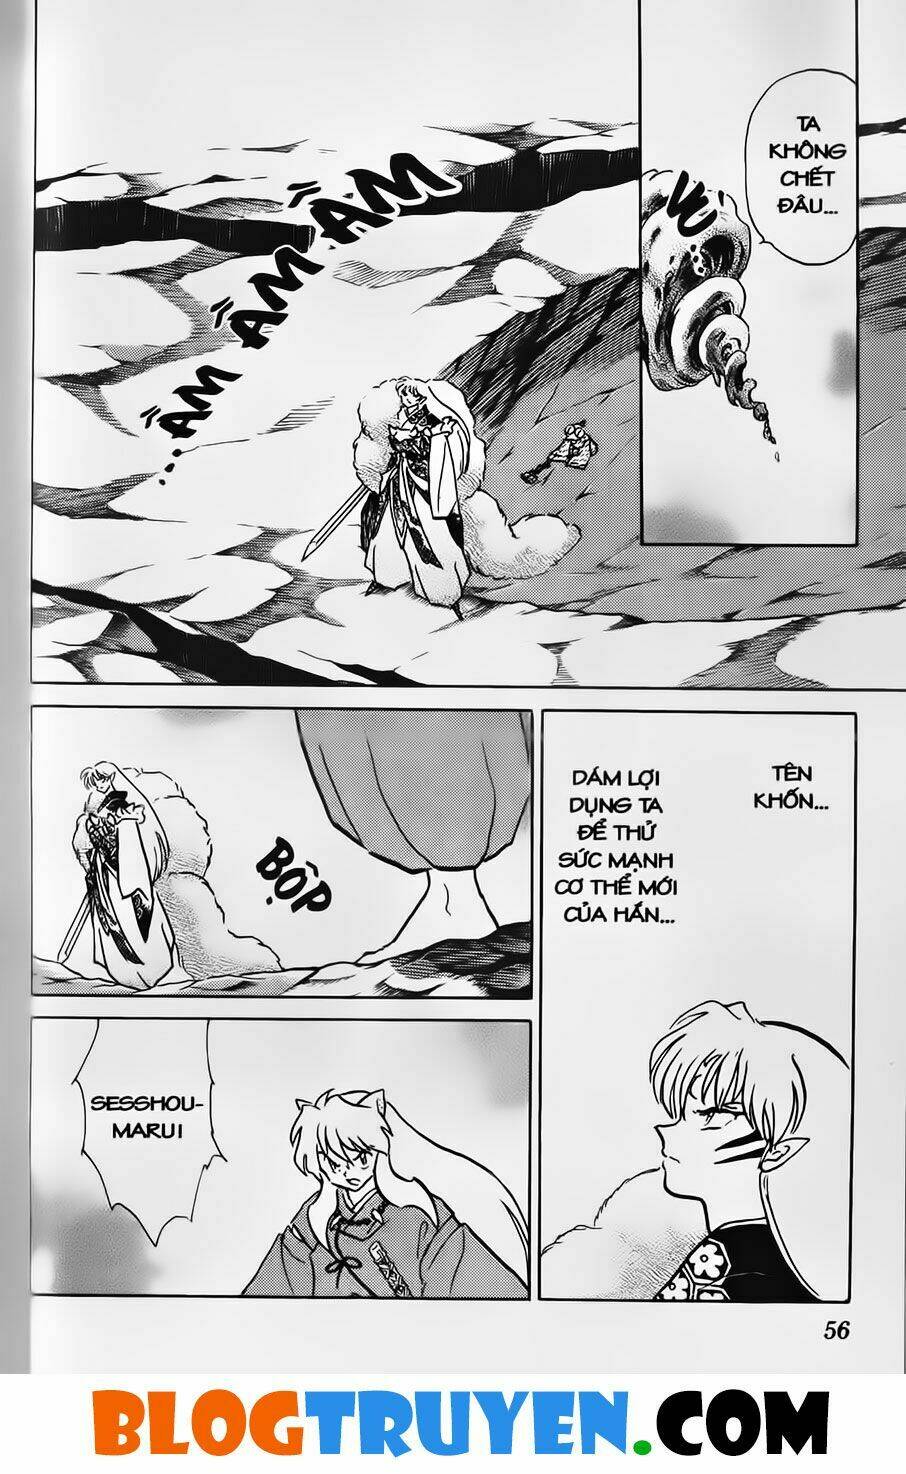 TA
KHÔNG
CHẾT
ĐÂU...
VÙ
...ẦM ẦM ẦM ẦM
TÊN
KHỐN...
DÁM LỢI
DỤNG TA
ĐỂ THỬ
SỨC MẠNH
CƠ THỂ MỚI
CỦA HẮN...
BỘP
SESSHOU-
MARU!
56
BLOGTRUYEN.COM